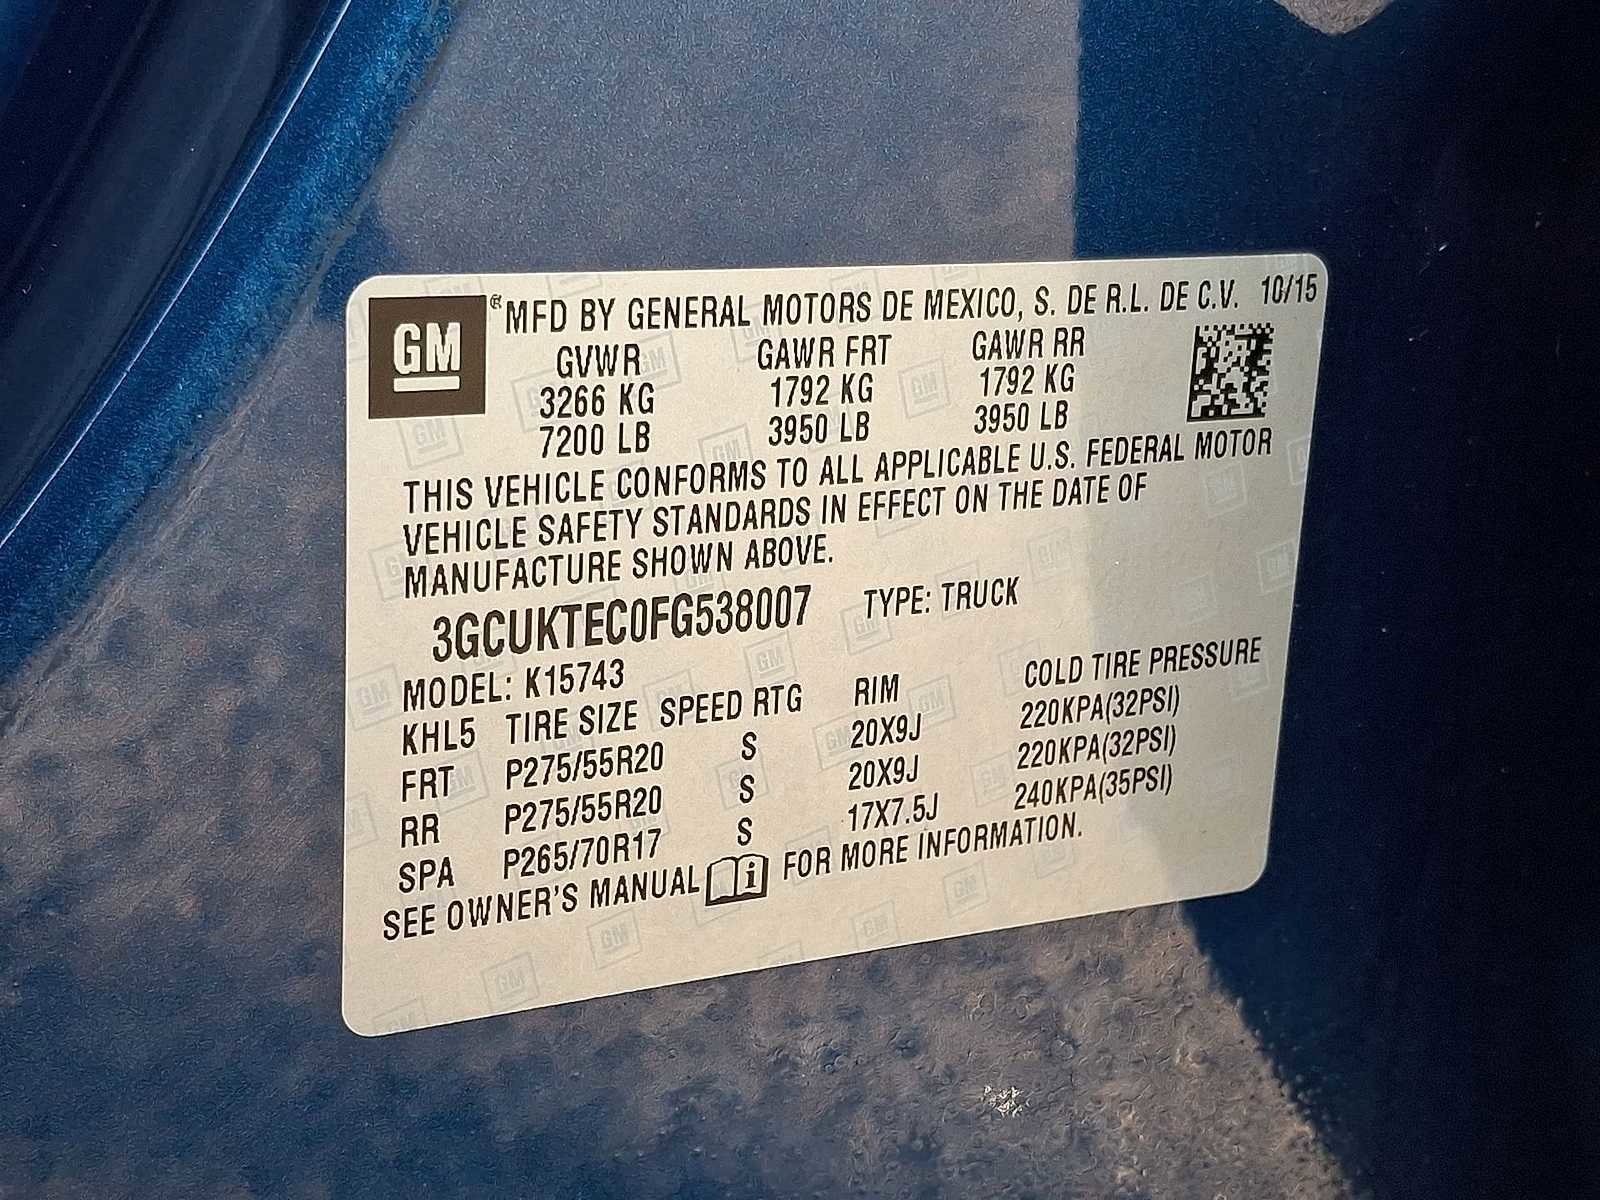 GM ® MFD BY GENERAL MOTORS DE MEXICO, S. DE R.L. DE C.V. 10/15
GVWR GAWR FRT GAWR RR
3266 KG 1792 KG 1792 KG
7200 LB 3950 LB 3950 LB
THIS VEHICLE CONFORMS TO ALL APPLICABLE U.S. FEDERAL MOTOR
VEHICLE SAFETY STANDARDS IN EFFECT ON THE DATE OF
MANUFACTURE SHOWN ABOVE.
3GCUKTEC0FG538007 TYPE: TRUCK
MODEL: K15743
KHL5 TIRE SIZE SPEED RTG RIM COLD TIRE PRESSURE
FRT P275/55R20 S 20X9J 220KPA(32PSI)
RR P275/55R20 S 20X9J 220KPA(32PSI)
SPA P265/70R17 S 17X7.5J 240KPA(35PSI)
SEE OWNER'S MANUAL i FOR MORE INFORMATION.